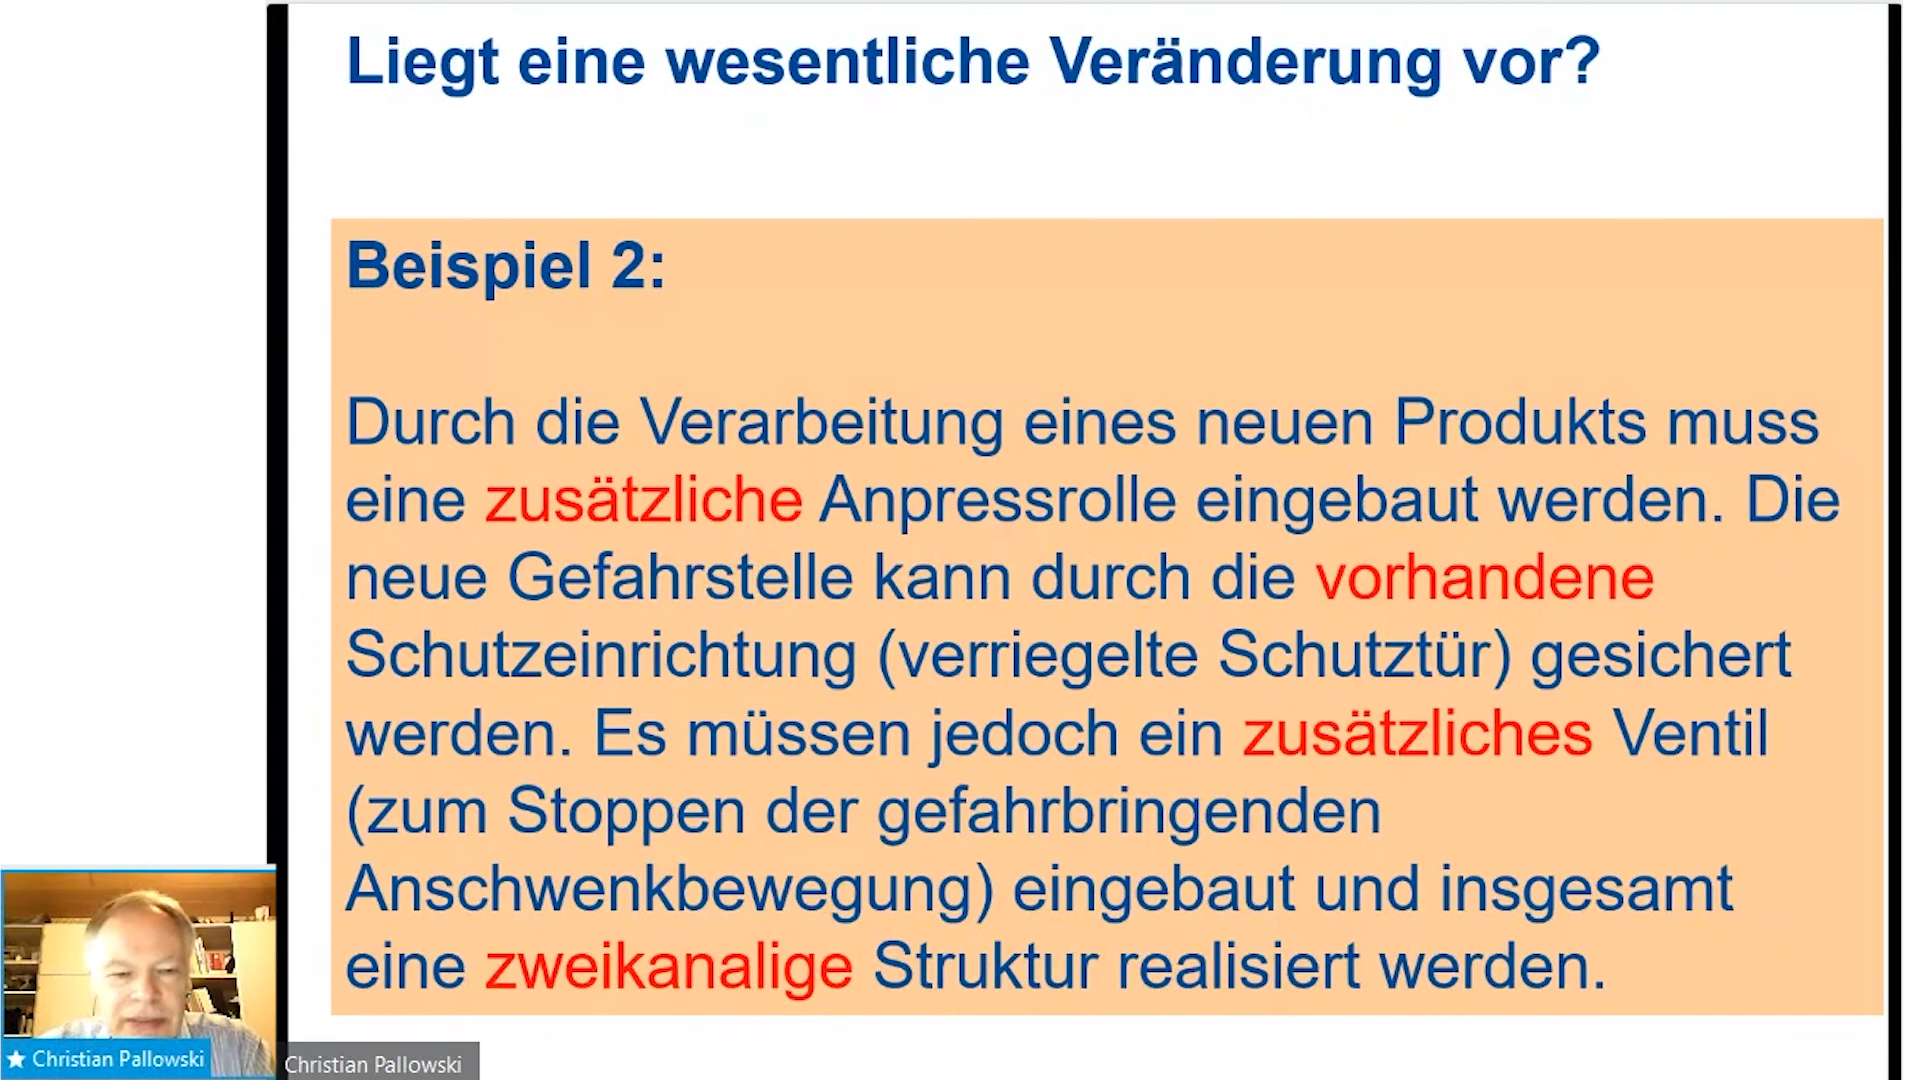 Liegt eine wesentliche Veränderung vor?
Beispiel 2:
Durch die Verarbeitung eines neuen Produkts muss
eine zusätzliche Anpressrolle eingebaut werden. Die
neue Gefahrstelle kann durch die vorhandene
Schutzeinrichtung (verriegelte Schutztür) gesichert
werden. Es müssen jedoch ein zusätzliches Ventil
(zum Stoppen der gefahrbringenden
Anschwenkbewegung) eingebaut und insgesamt
eine zweikanalige Struktur realisiert werden.
Christian Pallowski
Christian Pallowski